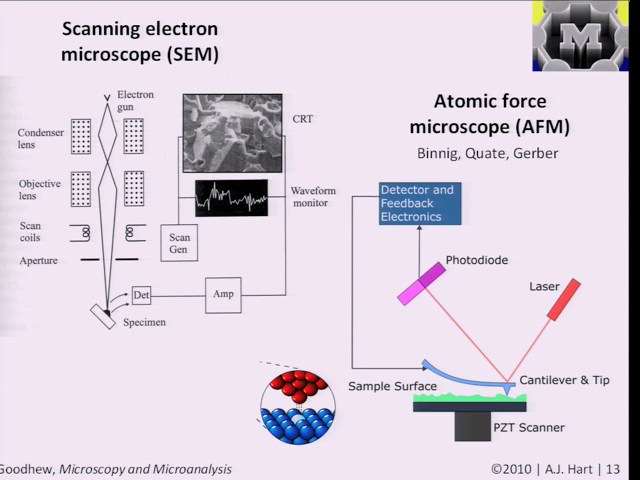 Scanning electron
microscope (SEM)
M
Electron
gun
Condenser
lens
CRT
Objective
lens
Waveform
monitor
Scan
coils
Scan
Gen
Aperture
Det
Amp
Specimen
Atomic force
microscope (AFM)
Binnig, Quate, Gerber
Detector and
Feedback
Electronics
Photodiode
Laser
Cantilever & Tip
Sample Surface
PZT Scanner
Goodhew, Microscopy and Microanalysis
©2010 | A.J. Hart | 13